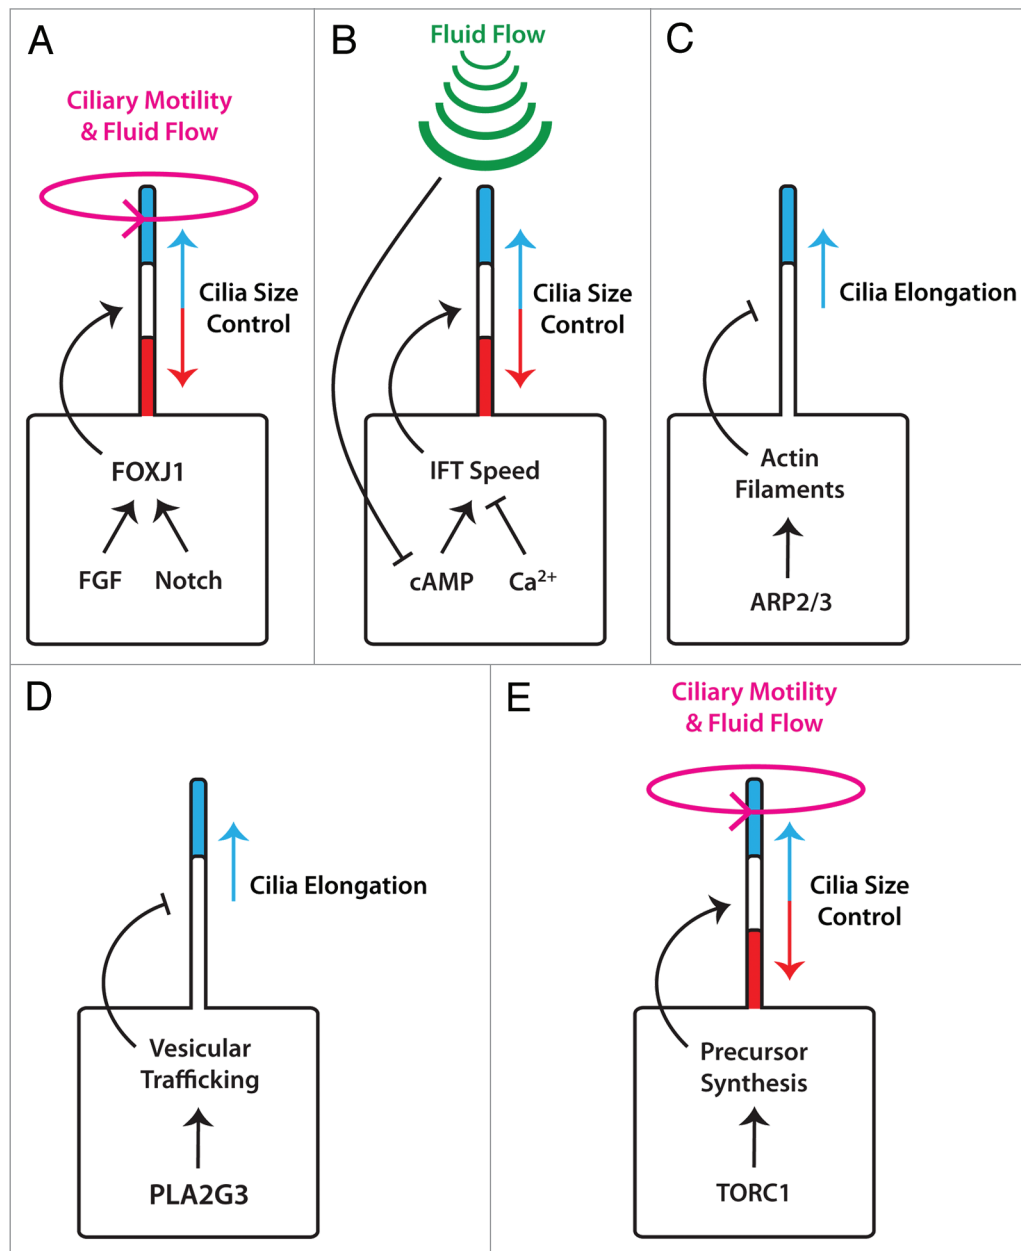 A
Ciliary Motility
& Fluid Flow
Cilia Size
Control
FOXJ1
FGF
Notch
B
Fluid Flow
Cilia Size
Control
IFT Speed
cAMP
Ca²⁺
C
Cilia Elongation
Actin
Filaments
ARP2/3
D
Cilia Elongation
Vesicular
Trafficking
PLA2G3
E
Ciliary Motility
& Fluid Flow
Cilia Size
Control
Precursor
Synthesis
TORC1